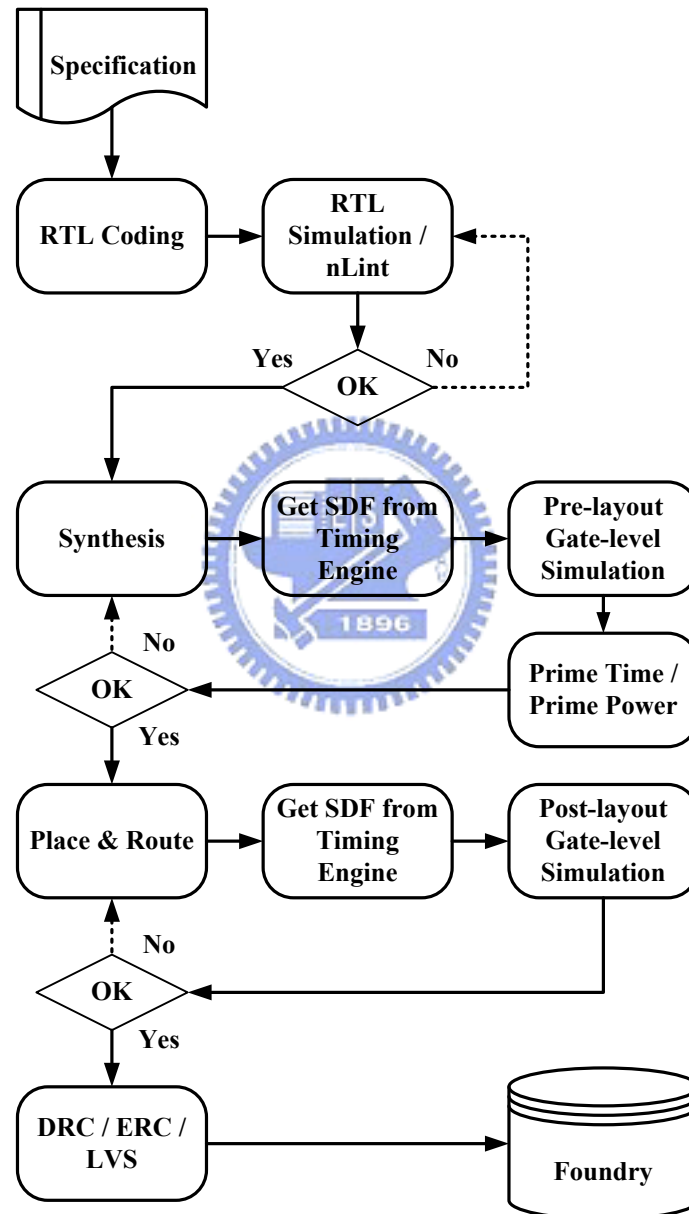 Specification
RTL Coding
RTL
Simulation /
nLint
Yes
No
OK
Synthesis
Get SDF from
Timing
Engine
Pre-layout
Gate-level
Simulation
1896
No
OK
Yes
Prime Time /
Prime Power
Place & Route
Get SDF from
Timing
Engine
Post-layout
Gate-level
Simulation
No
OK
Yes
DRC / ERC /
LVS
Foundry